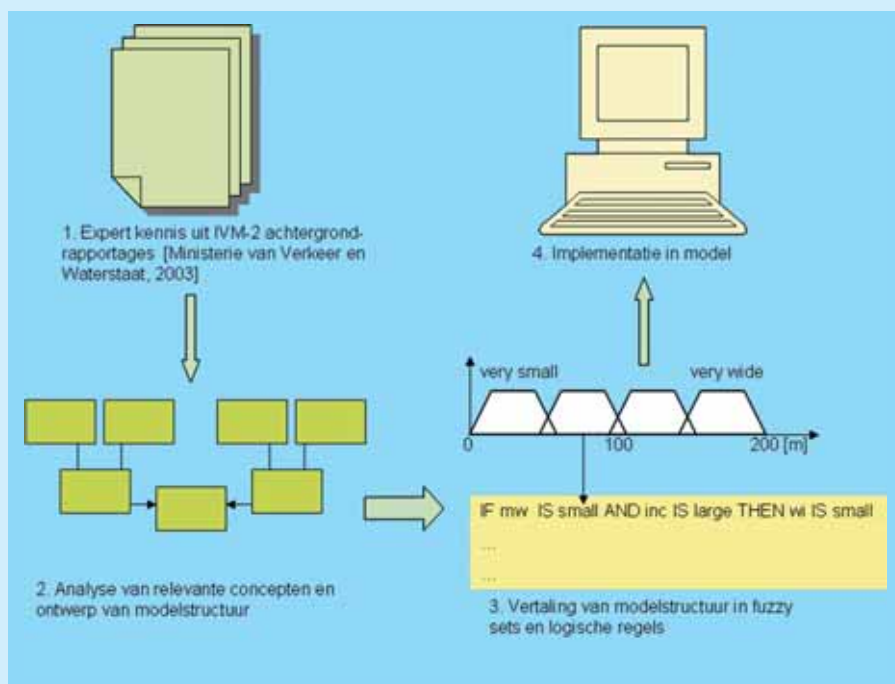 1. Expert kennis uit IVM-2 achtergrond-
rapportages [Ministerie van Verkeer en
Waterstaat, 2003]
2. Analyse van relevante concepten en
ontwerp van modelstructuur
very small very wide
0 100 200 [m]
IF mw IS small AND inc IS large THEN wi IS small
...
...
3. Vertaling van modelstructuur in fuzzy
sets en logische regels
4. Implementatie in model